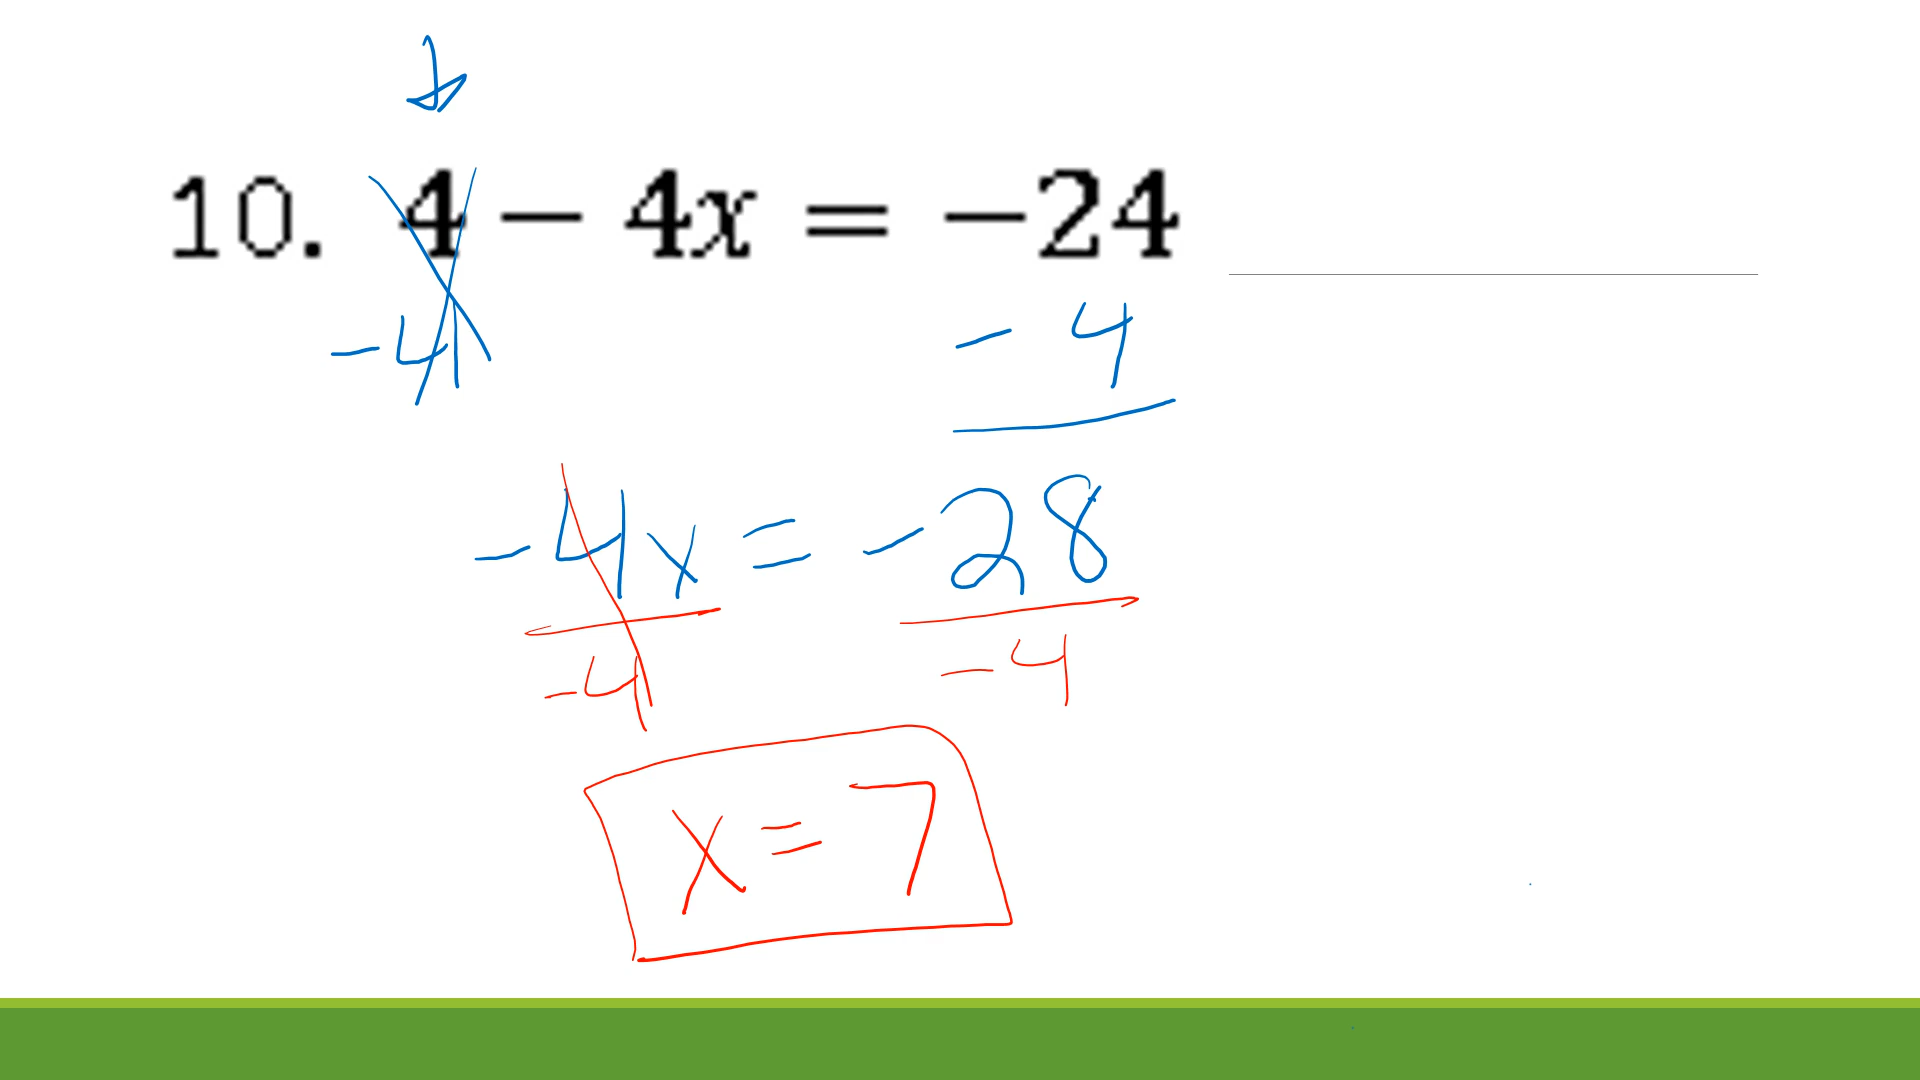 10. 4 − 4x = −24
−4 − 4
−4x = −28
−4 −4
x = 7